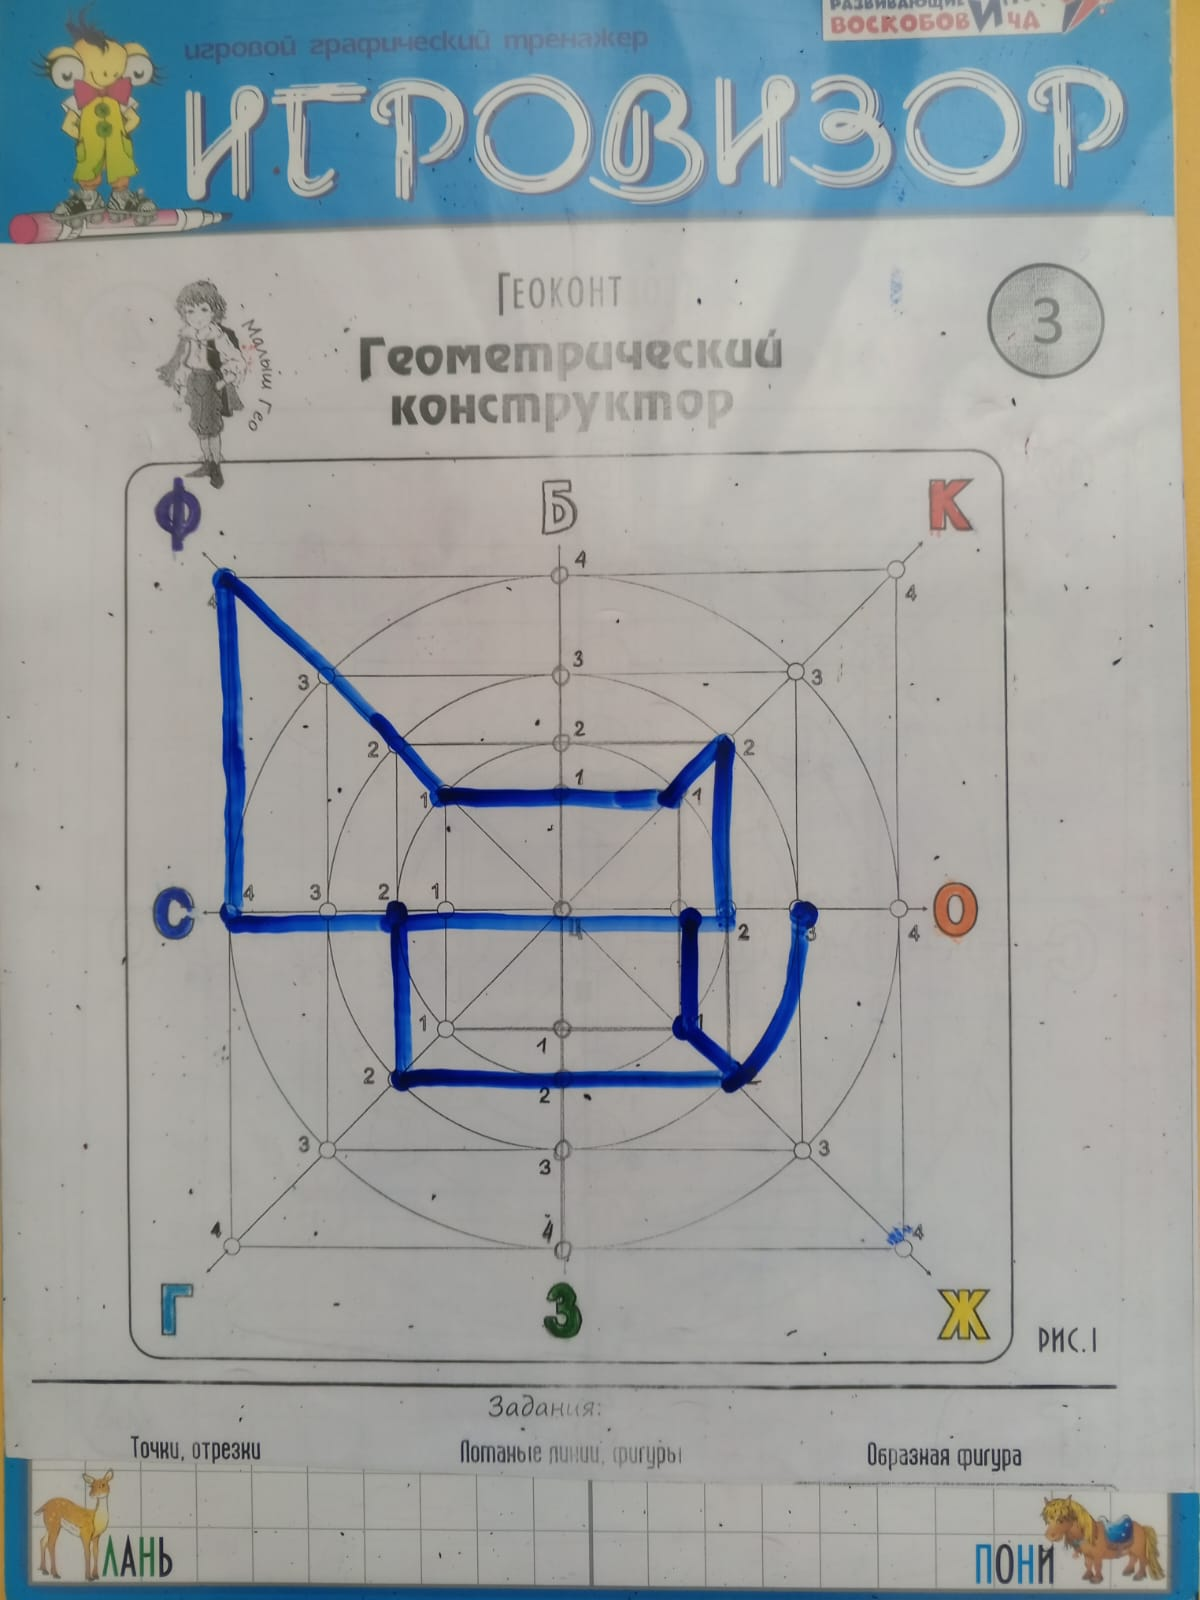 РАЗВИВАЮЩИЕ
ВОСКОБОВИЧА
игровой графический тренажер
ИГРОВИЗОР
ГЕОКОНТ
3
Малыш Гео
Геометрический
конструктор
Ф Б К
4
4 4
3
3 3
2
2 2
1
1 1
С 4 3 2 1 Ц 2 3 4 О
1 1
1
2
2
3 3
3
4 4 4
Г З Ж
РИС.1
Задания:
Точки, отрезки Ломаные линии, фигуры Образная фигура
ЛАНЬ ПОНИ